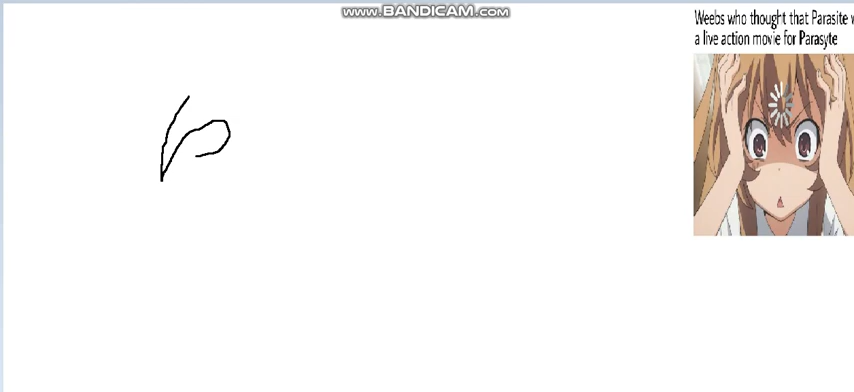 www.BANDICAM.com
Weebs who thought that Parasite
a live action movie for Parasyte